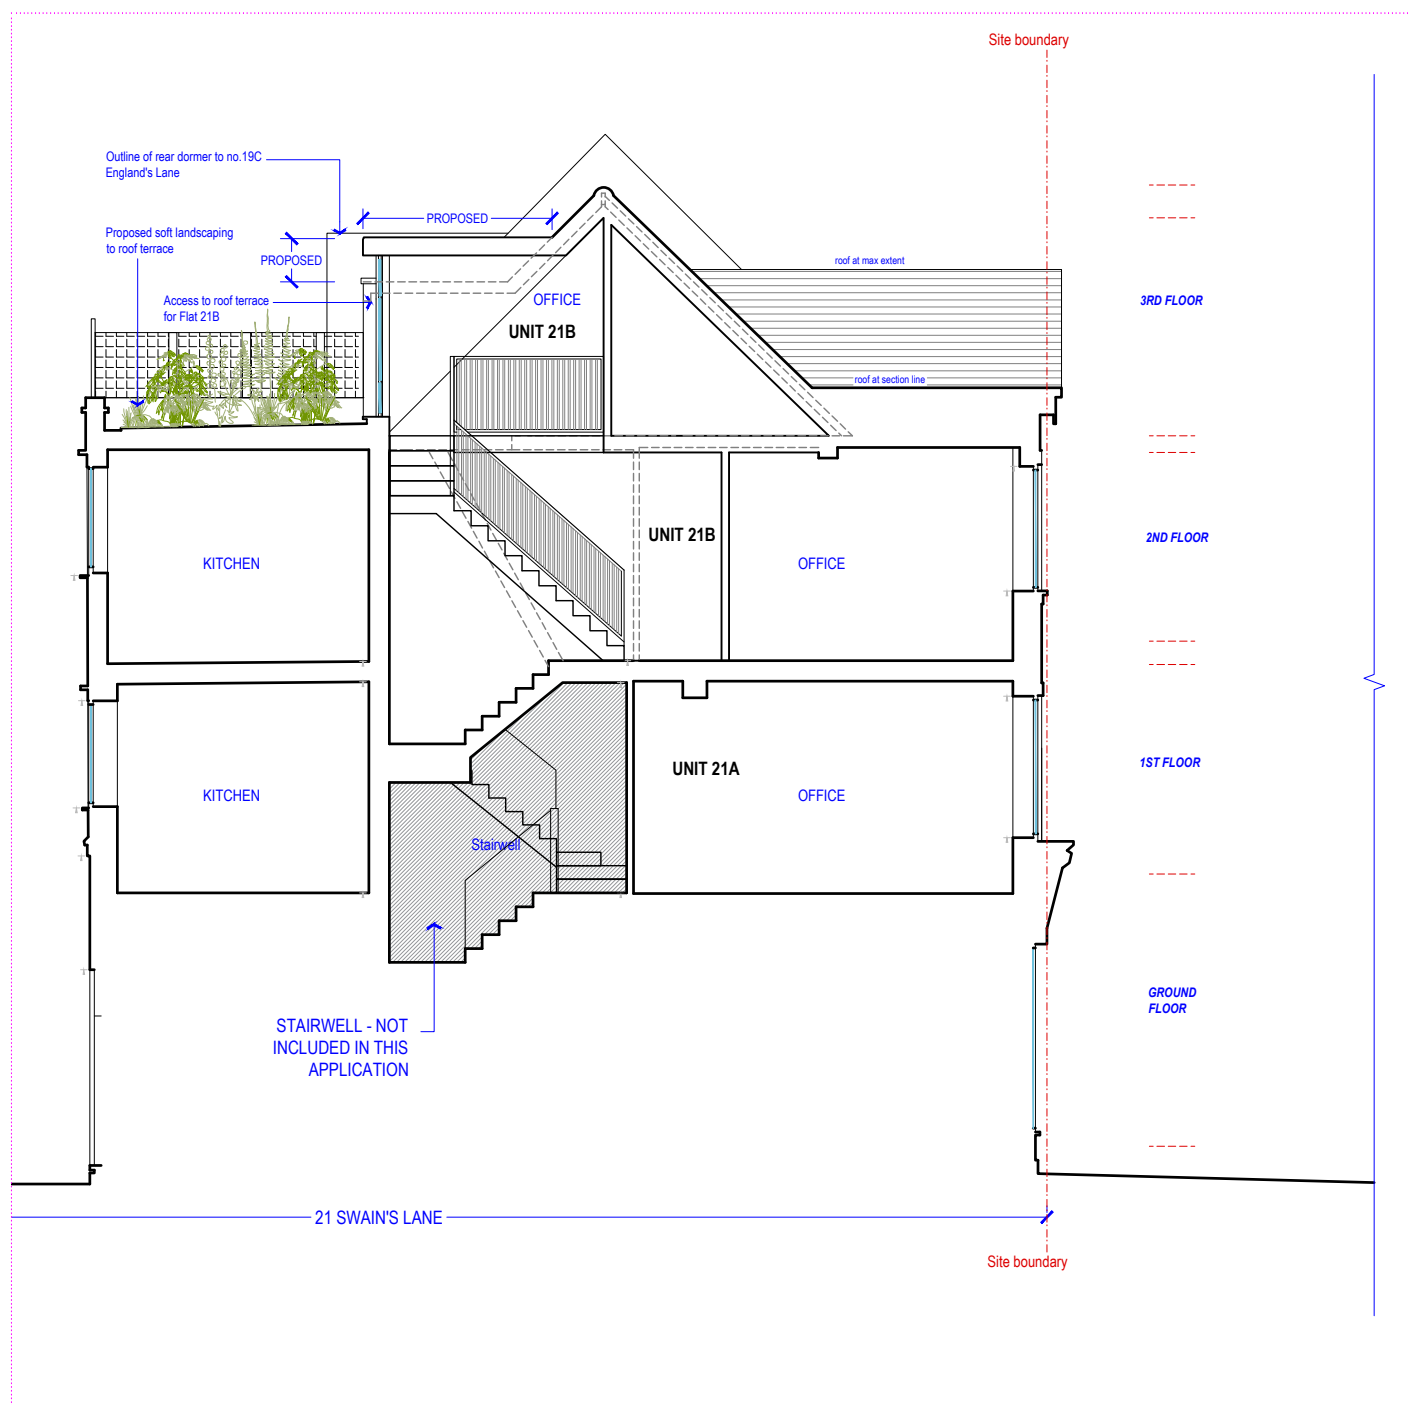 Site boundary
Outline of rear dormer to no.19C
England's Lane
PROPOSED
Proposed soft landscaping
to roof terrace
PROPOSED
roof at max extent
Access to roof terrace
for Flat 21B
OFFICE
3RD FLOOR
UNIT 21B
roof at section line
UNIT 21B
2ND FLOOR
KITCHEN
OFFICE
1ST FLOOR
UNIT 21A
KITCHEN
OFFICE
Stairwell
GROUND
FLOOR
STAIRWELL - NOT
INCLUDED IN THIS
APPLICATION
21 SWAIN'S LANE
Site boundary